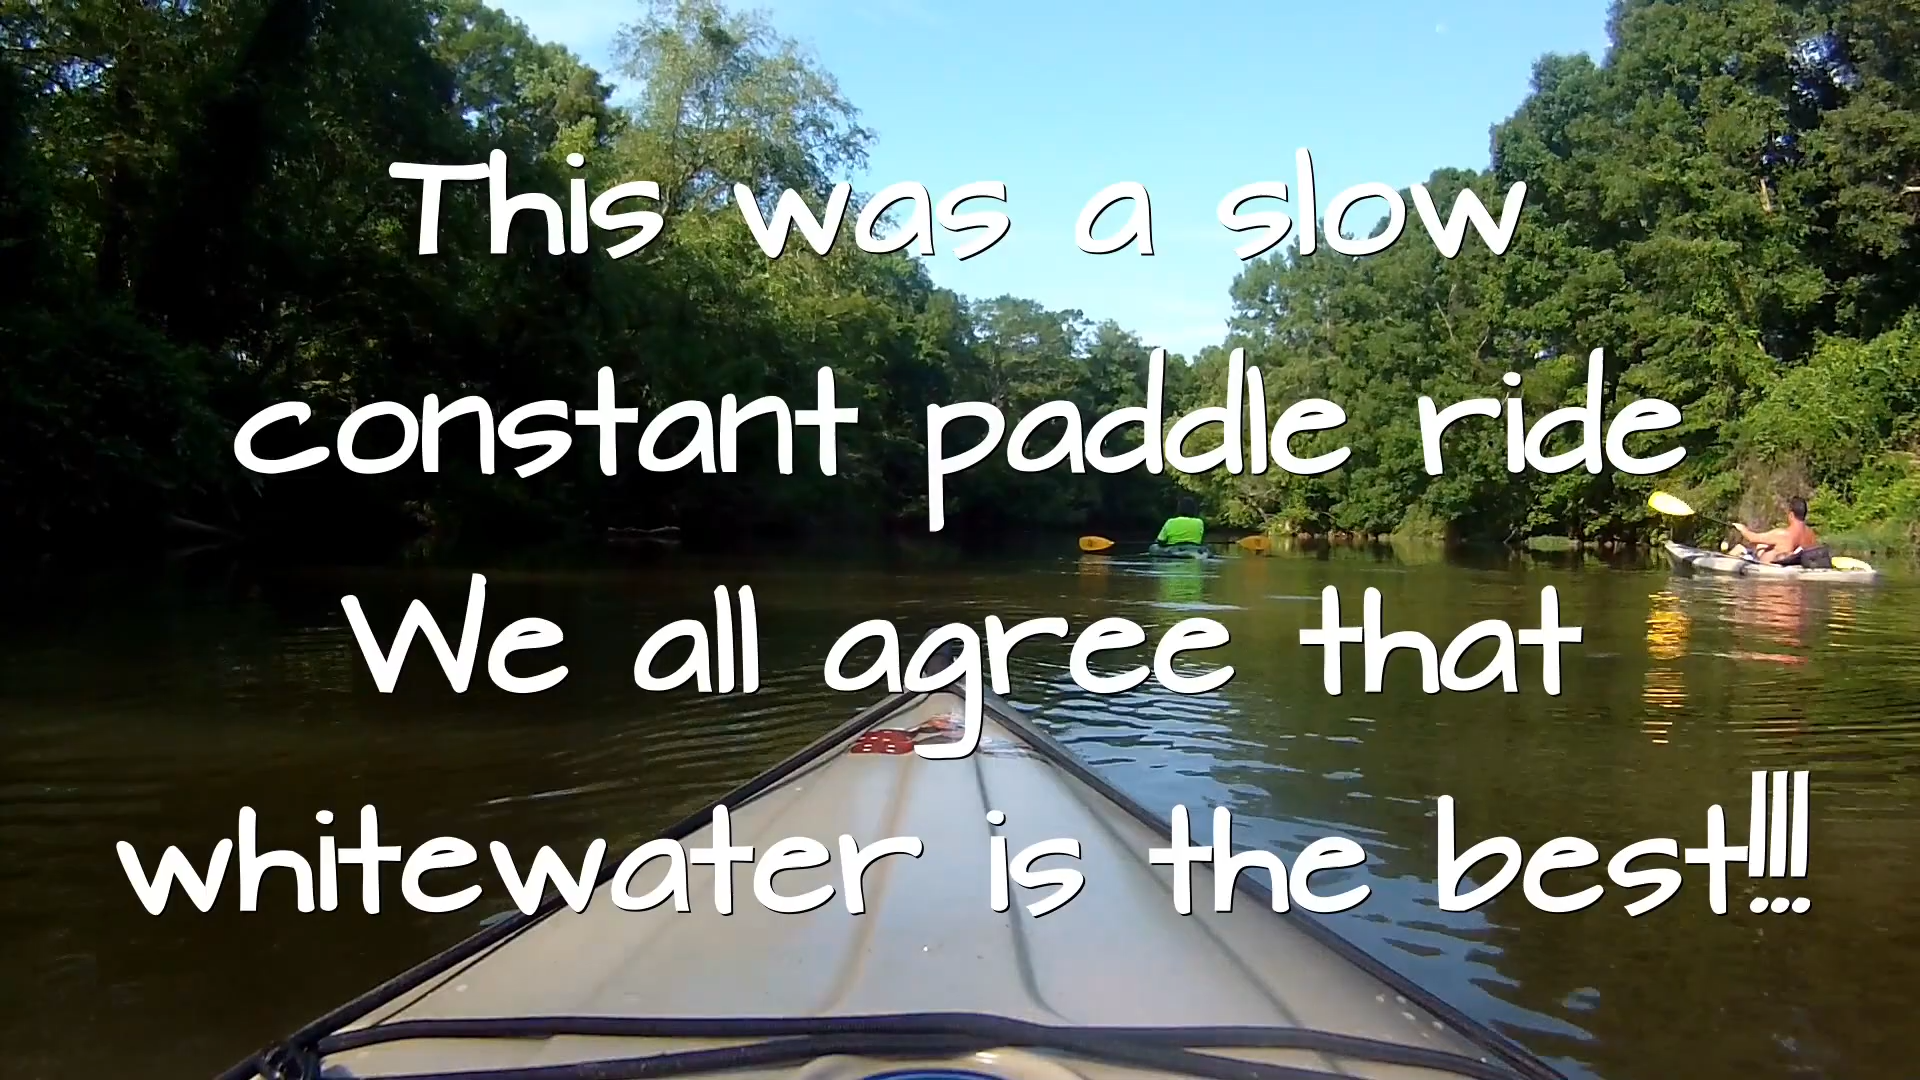 This was a slow
constant paddle ride
We all agree that
whitewater is the best!!!